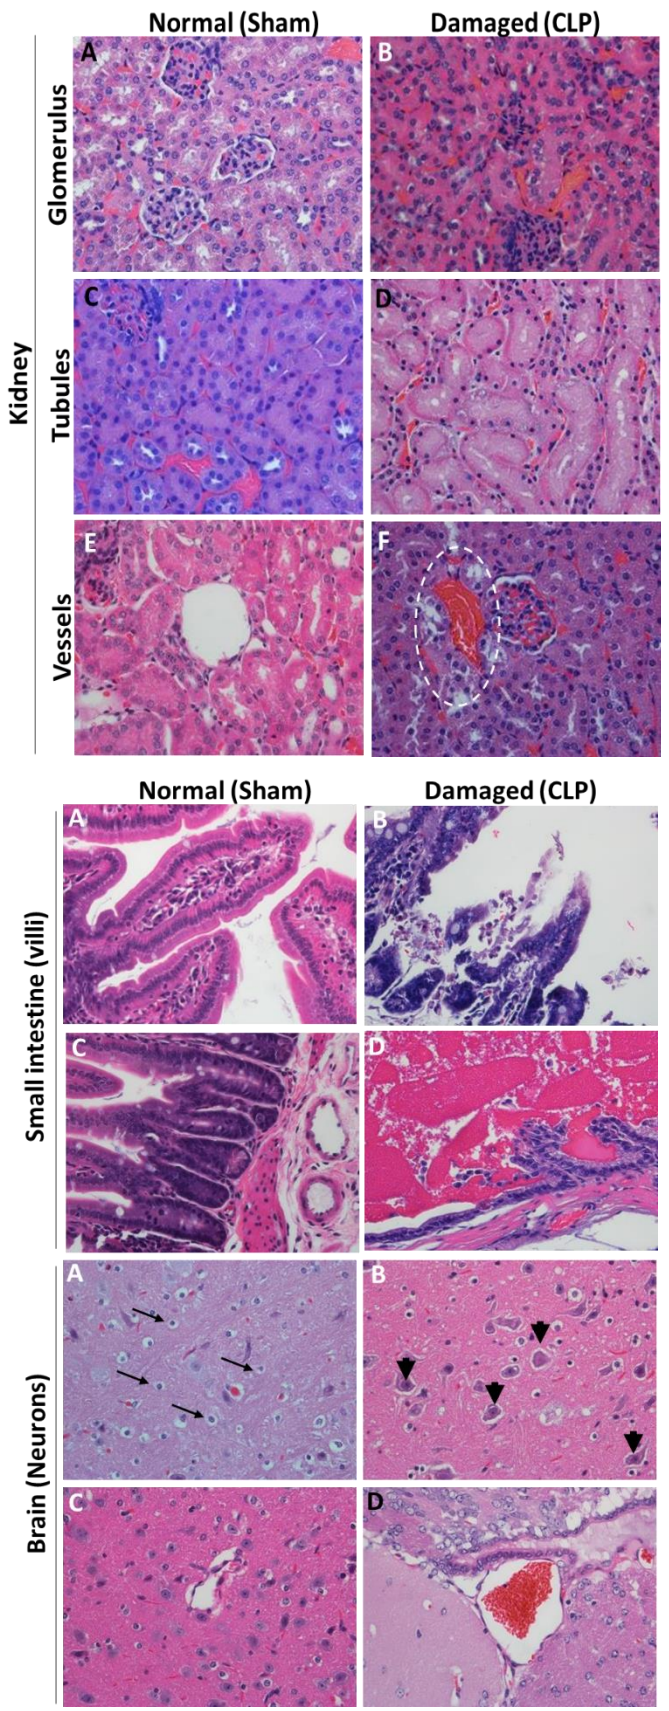 Normal (Sham)
Damaged (CLP)
Kidney
Glomerulus
A
B
Tubules
C
D
Vessels
E
F
Normal (Sham)
Damaged (CLP)
Small intestine (villi)
A
B
C
D
Brain (Neurons)
A
B
C
D